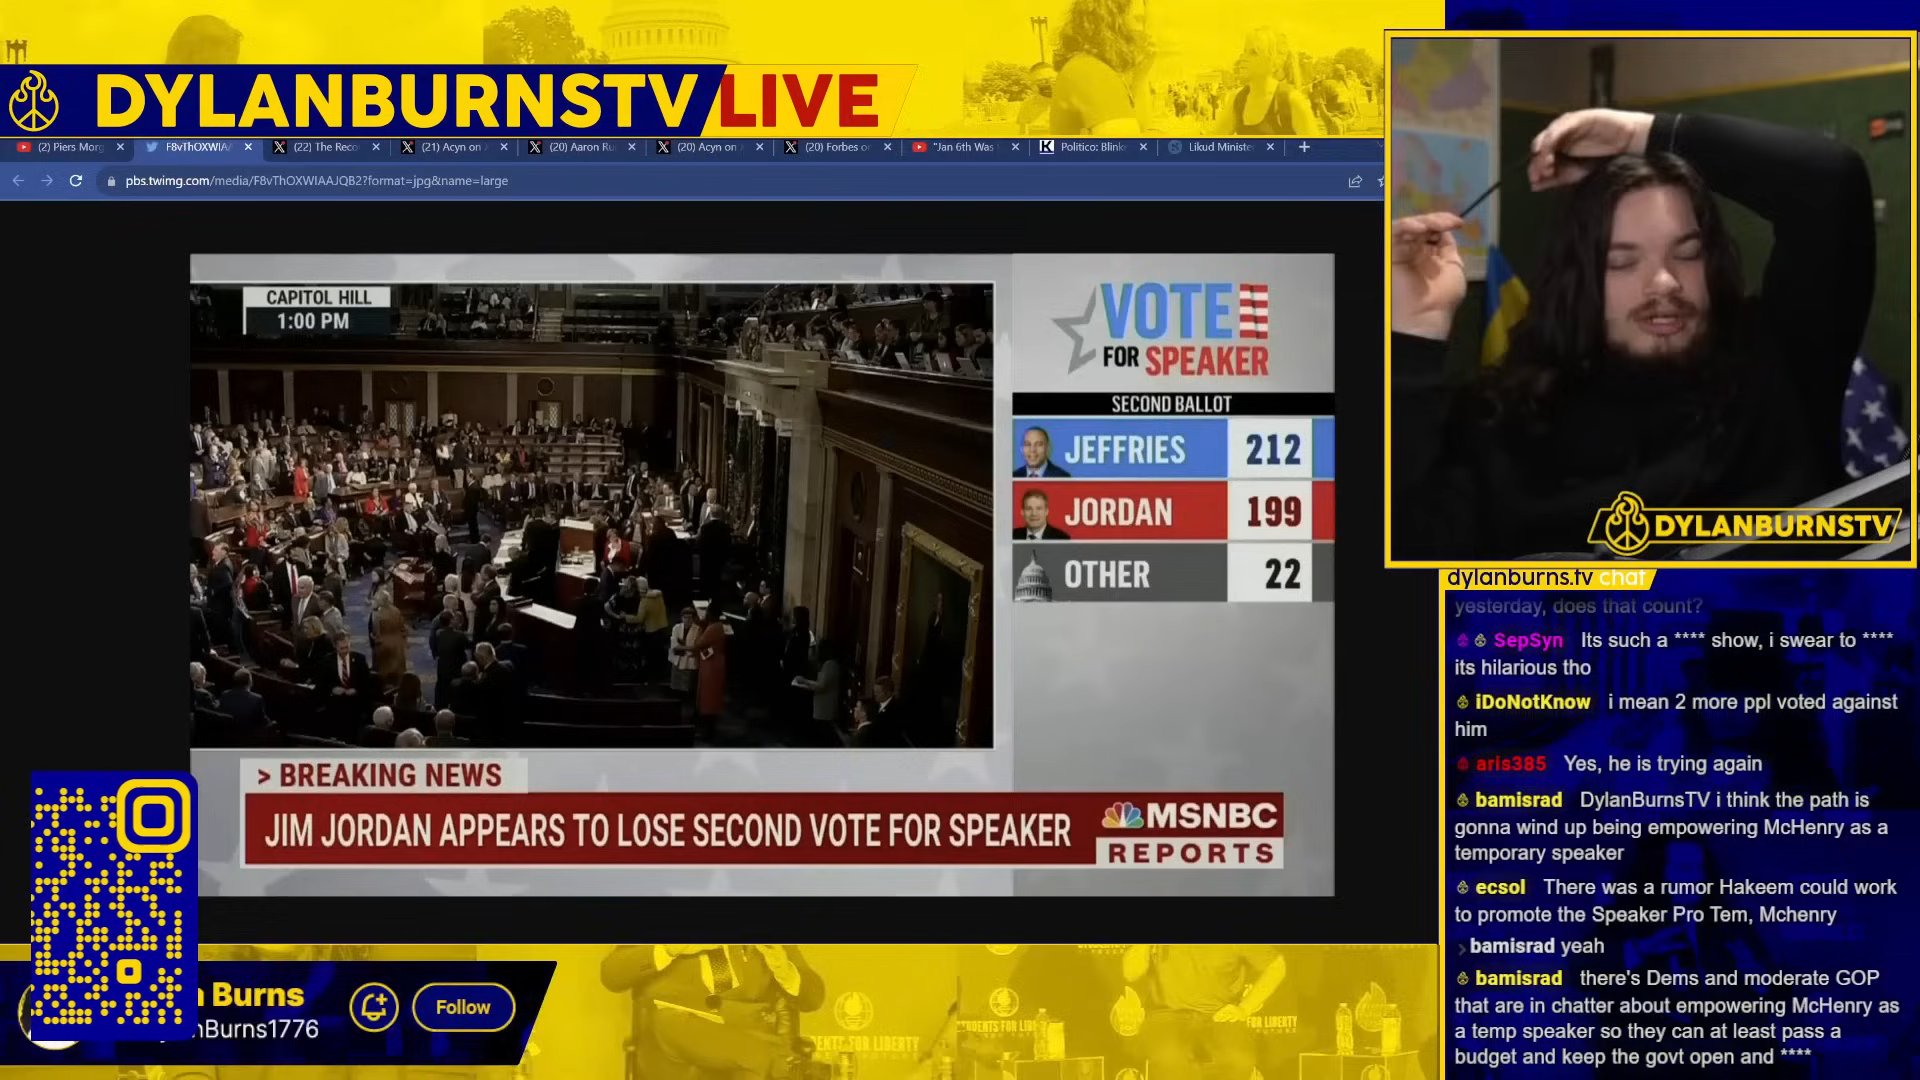 DYLANBURNSTV LIVE
(2) Piers Morg
F8vThOXWIAA
(22) The Reco
(21) Acyn on
(20) Aaron Ru
(20) Acyn on
(20) Forbes o
"Jan 6th Was
Politico: Blink
Likud Ministe
pbs.twimg.com/media/F8vThOXWIAAJQB2?format=jpg&name=large
CAPITOL HILL
1:00 PM
VOTE
FOR SPEAKER
SECOND BALLOT
JEFFRIES 212
JORDAN 199
OTHER 22
> BREAKING NEWS
JIM JORDAN APPEARS TO LOSE SECOND VOTE FOR SPEAKER
MSNBC
REPORTS
n Burns
nBurns1776
Follow
FOR LIBERTY
DYLANBURNSTV
dylanburns.tv chat
yesterday, does that count?
SepSyn Its such a **** show, i swear to ****
its hilarious tho
iDoNotKnow i mean 2 more ppl voted against
him
aris385 Yes, he is trying again
bamisrad DylanBurnsTV i think the path is
gonna wind up being empowering McHenry as a
temporary speaker
ecsol There was a rumor Hakeem could work
to promote the Speaker Pro Tem, Mchenry
> bamisrad yeah
bamisrad there's Dems and moderate GOP
that are in chatter about empowering McHenry as
a temp speaker so they can at least pass a
budget and keep the govt open and ****